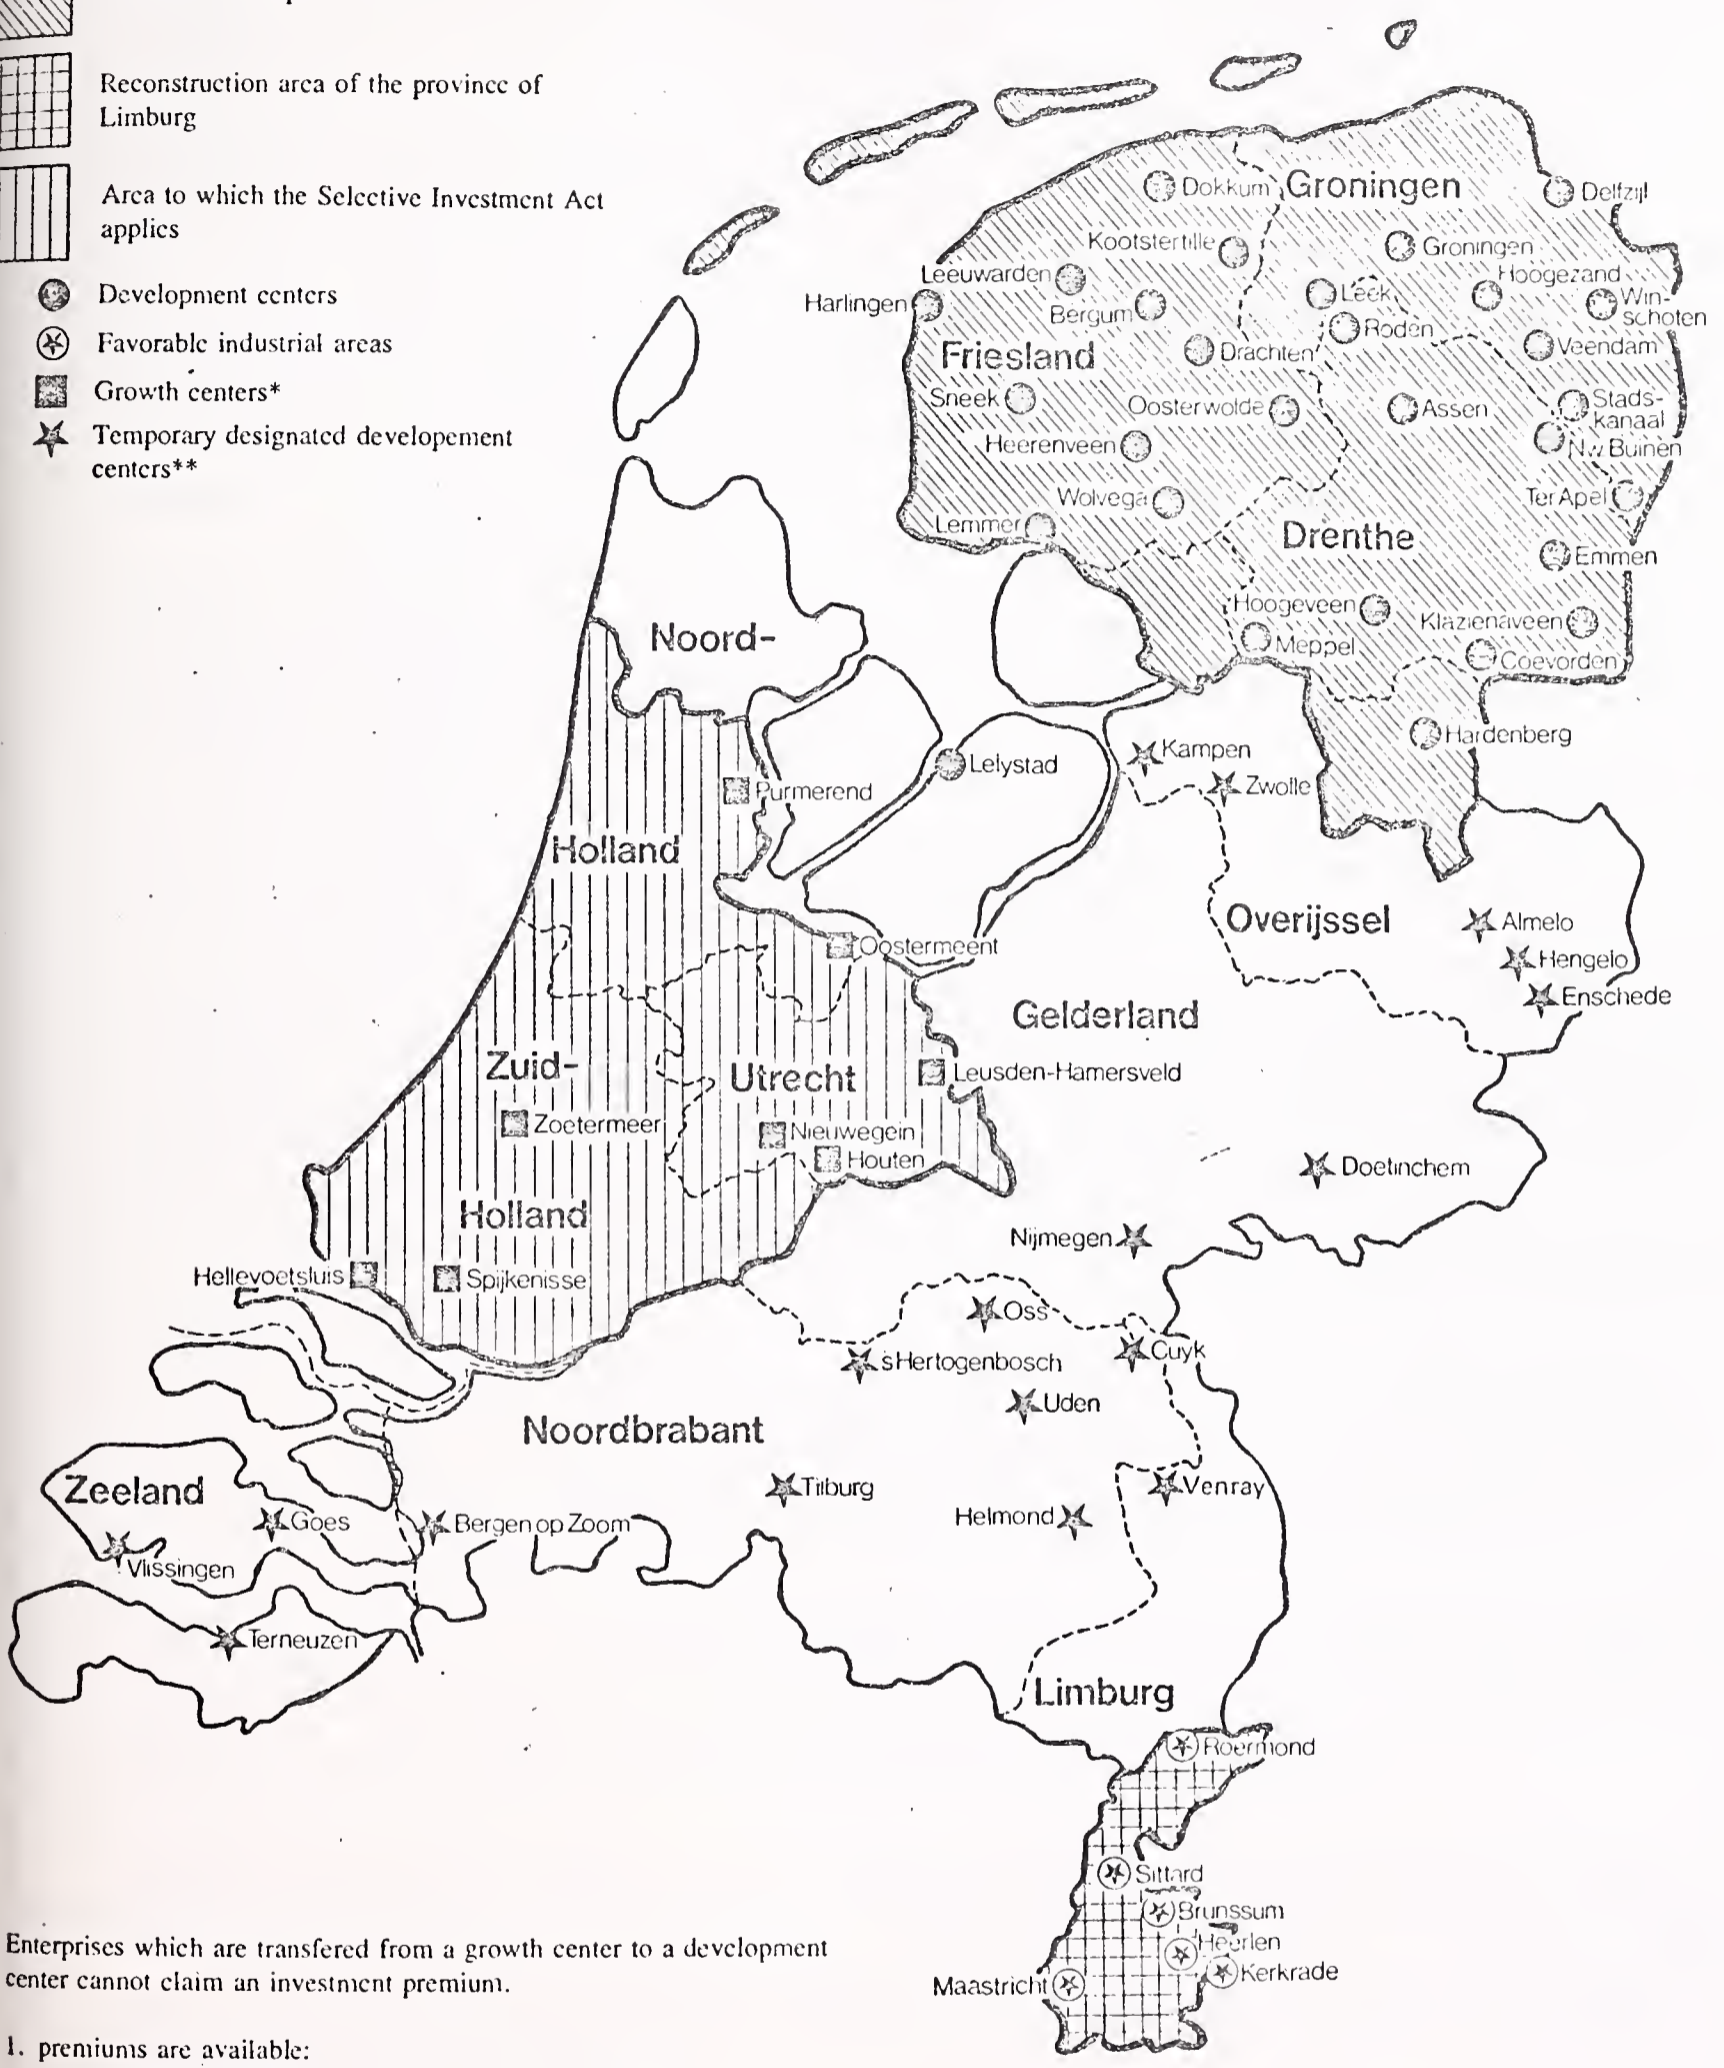 Reconstruction area of the province of
Limburg
Area to which the Selective Investment Act
applies
Development centers
Favorable industrial areas
Growth centers*
Temporary designated developement
centers**
Dokkum
Groningen
Delfzijl
Kootstertille
Groningen
Leeuwarden
Hoogezand
Harlingen
Bergum
Leek
Win-
schoten
Roden
Friesland
Drachten
Veendam
Sneek
Oosterwolde
Assen
Stads-
kanaal
Heerenveen
Nw Buinen
Wolvega
Ter Apel
Lemmer
Drenthe
Emmen
Hoogeveen
Klazienaveen
Noord-
Meppel
Coevorden
Hardenberg
Kampen
Lelystad
Zwolle
Purmerend
Holland
Overijssel
Almelo
Oostermeent
Hengelo
Enschede
Gelderland
Zuid-
Utrecht
Leusden-Hamersveld
Zoetermeer
Nieuwegein
Houten
Doetinchem
Holland
Nijmegen
Hellevoetsluis
Spijkenisse
Oss
Cuyk
sHertogenbosch
Uden
Noordbrabant
Zeeland
Tilburg
Venray
Goes
Bergen op Zoom
Helmond
Vlissingen
Terneuzen
Limburg
Roermond
Sittard
Brunssum
Heerlen
Kerkrade
Maastricht
Enterprises which are transfered from a growth center to a development
center cannot claim an investment premium.
1. premiums are available: